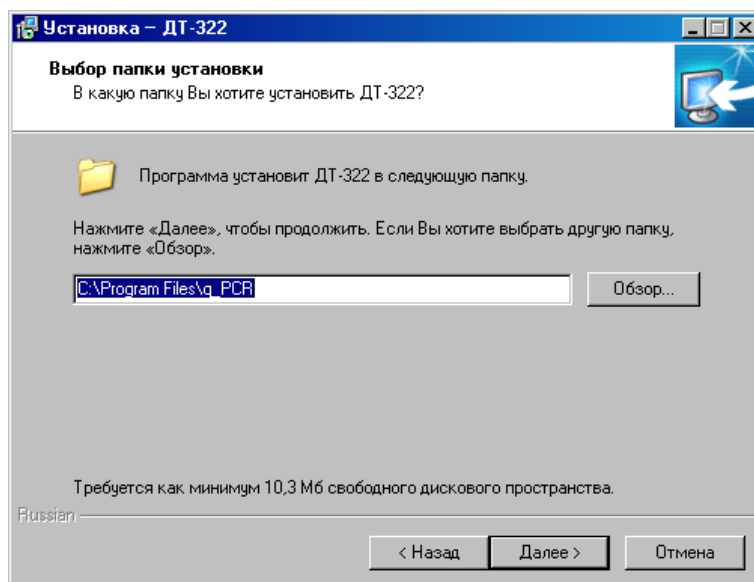 Установка – ДТ-322
Выбор папки установки
В какую папку Вы хотите установить ДТ-322?
Программа установит ДТ-322 в следующую папку.
Нажмите «Далее», чтобы продолжить. Если Вы хотите выбрать другую папку,
нажмите «Обзор».
C:\Program Files\q_PCR
Обзор...
Требуется как минимум 10,3 Мб свободного дискового пространства.
Russian
< Назад
Далее >
Отмена